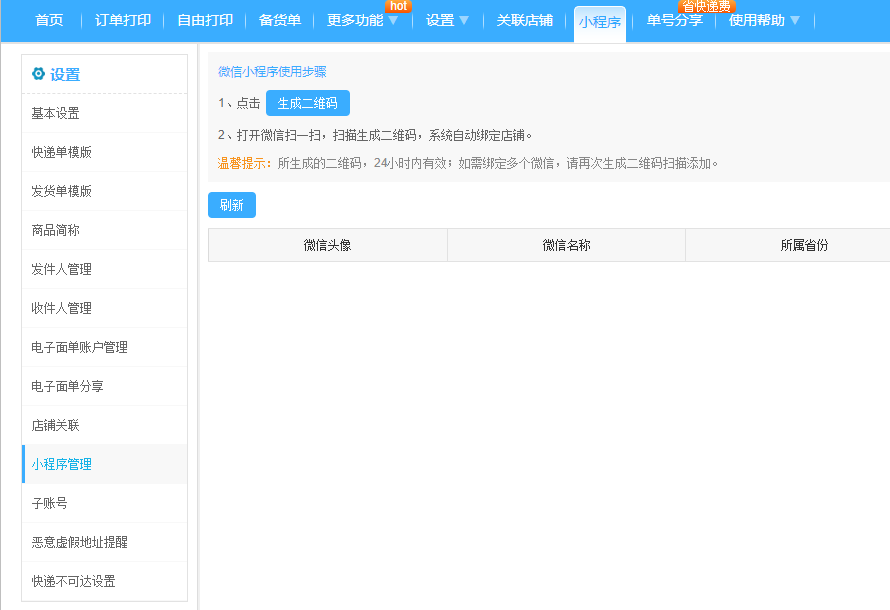 hot
省快递费
首页 订单打印 自由打印 备货单 更多功能 设置 关联店铺 小程序 单号分享 使用帮助
设置
基本设置
快递单模版
发货单模版
商品简称
发件人管理
收件人管理
电子面单账户管理
电子面单分享
店铺关联
小程序管理
子账号
恶意虚假地址提醒
快递不可达设置
微信小程序使用步骤
1、点击 生成二维码
2、打开微信扫一扫，扫描生成二维码，系统自动绑定店铺。
温馨提示：所生成的二维码，24小时内有效；如需绑定多个微信，请再次生成二维码扫描添加。
刷新
微信头像 微信名称 所属省份